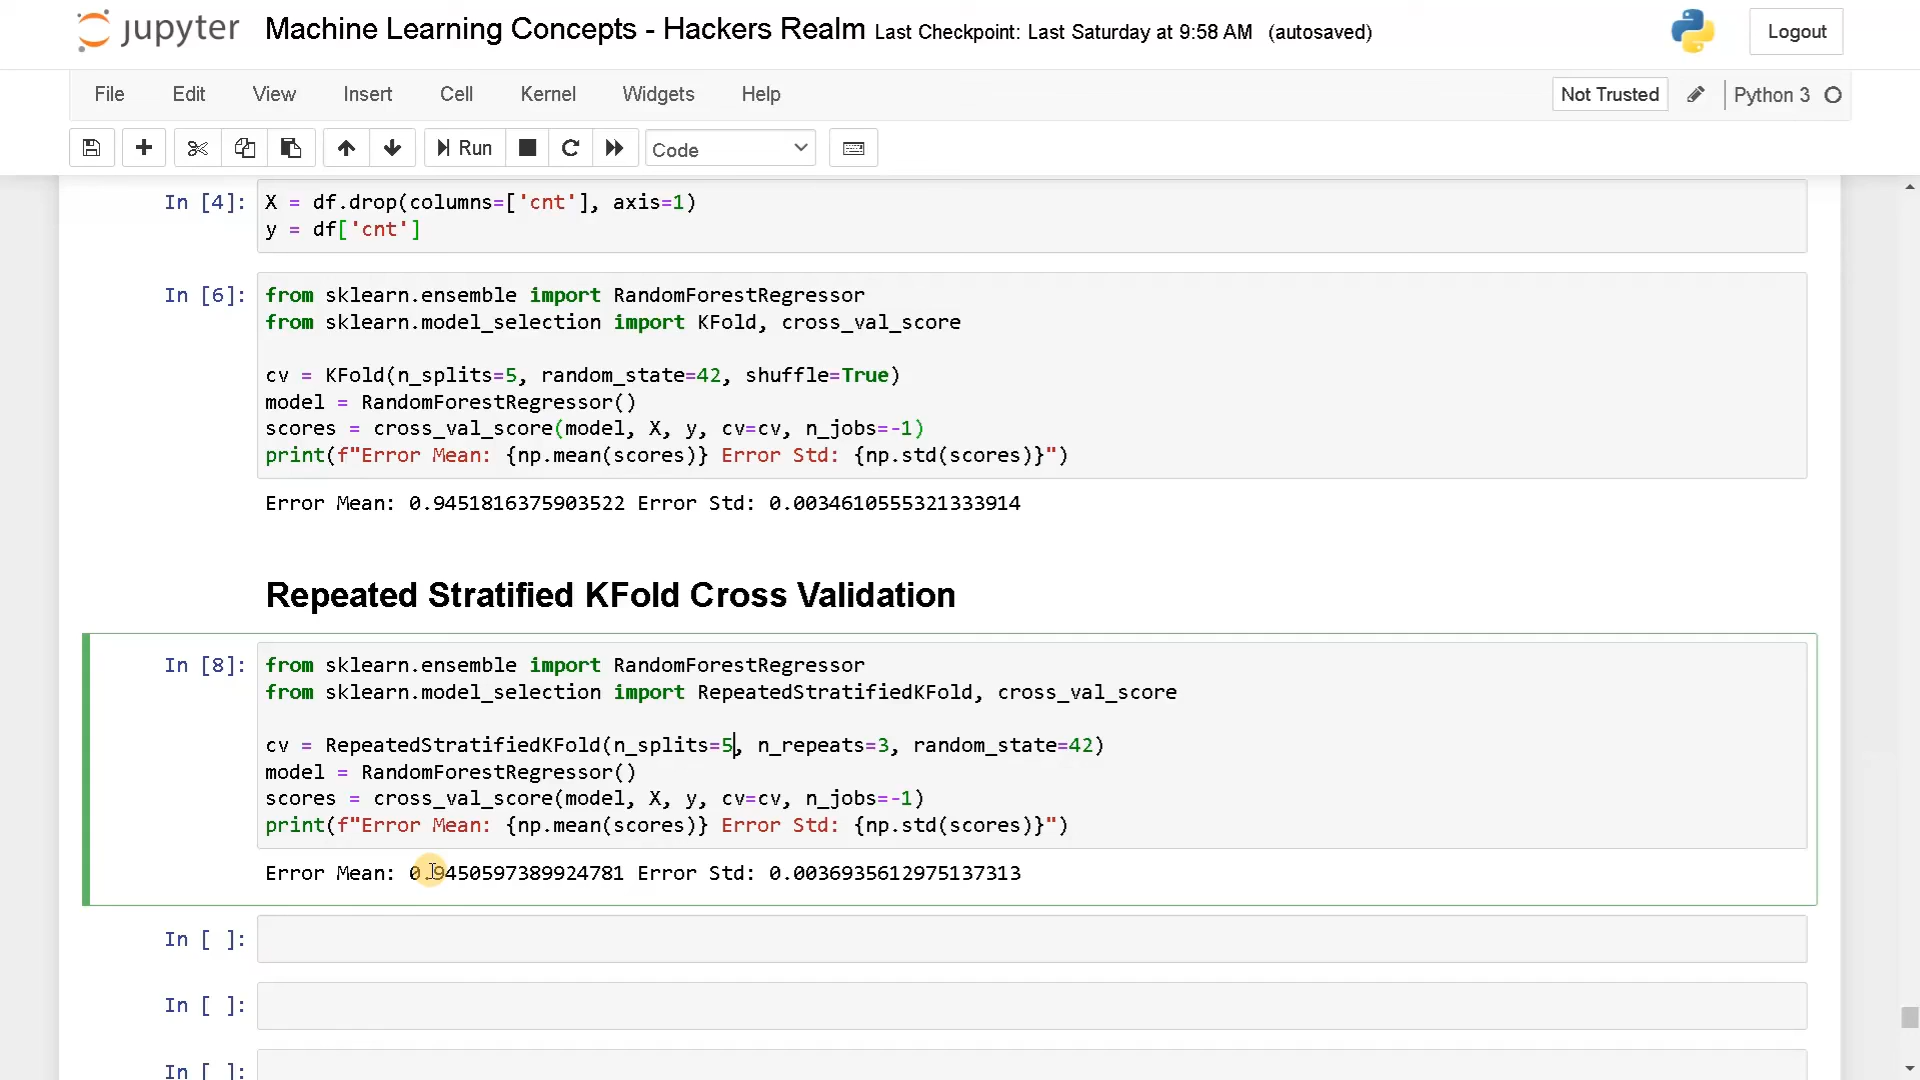 jupyter Machine Learning Concepts - Hackers Realm Last Checkpoint: Last Saturday at 9:58 AM (autosaved) Logout
File Edit View Insert Cell Kernel Widgets Help Not Trusted Python 3
Run Code
In [4]: X = df.drop(columns=['cnt'], axis=1)
y = df['cnt']
In [6]: from sklearn.ensemble import RandomForestRegressor
from sklearn.model_selection import KFold, cross_val_score
cv = KFold(n_splits=5, random_state=42, shuffle=True)
model = RandomForestRegressor()
scores = cross_val_score(model, X, y, cv=cv, n_jobs=-1)
print(f"Error Mean: {np.mean(scores)} Error Std: {np.std(scores)}")
Error Mean: 0.9451816375903522 Error Std: 0.0034610555321333914
Repeated Stratified KFold Cross Validation
In [8]: from sklearn.ensemble import RandomForestRegressor
from sklearn.model_selection import RepeatedStratifiedKFold, cross_val_score
cv = RepeatedStratifiedKFold(n_splits=5, n_repeats=3, random_state=42)
model = RandomForestRegressor()
scores = cross_val_score(model, X, y, cv=cv, n_jobs=-1)
print(f"Error Mean: {np.mean(scores)} Error Std: {np.std(scores)}")
Error Mean: 0.9450597389924781 Error Std: 0.0036935612975137313
In [ ]:
In [ ]:
In [ ]: